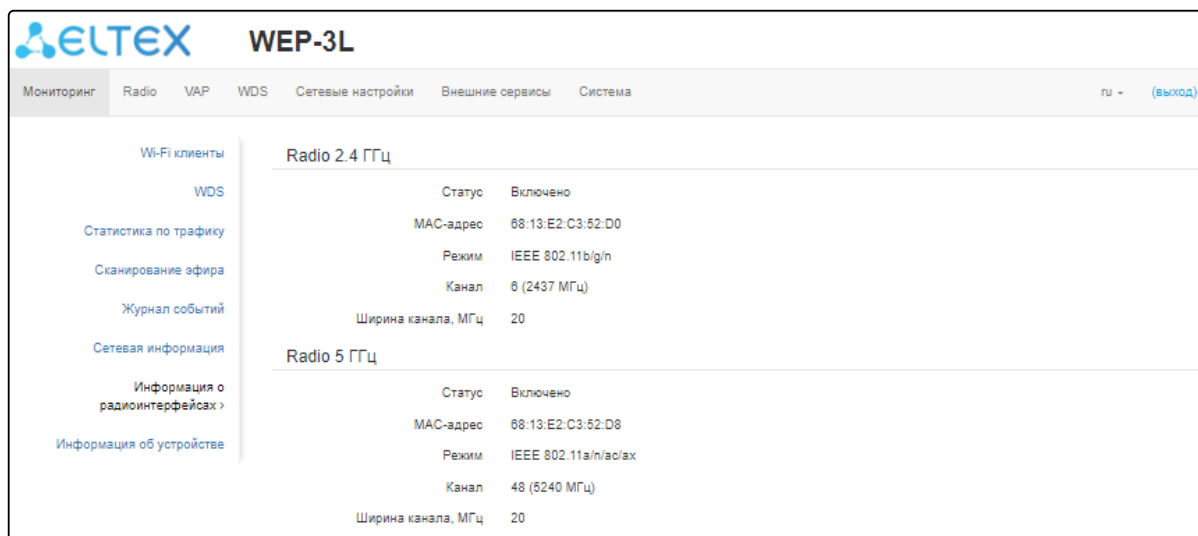 ELTEX WEP-3L
Мониторинг Radio VAP WDS Сетевые настройки Внешние сервисы Система ru (выход)
Wi-Fi клиенты
WDS
Статистика по трафику
Сканирование эфира
Журнал событий
Сетевая информация
Информация о
радиоинтерфейсах >
Информация об устройстве
Radio 2.4 ГГц
Статус Включено
MAC-адрес 68:13:E2:C3:52:D0
Режим IEEE 802.11b/g/n
Канал 6 (2437 МГц)
Ширина канала, МГц 20
Radio 5 ГГц
Статус Включено
MAC-адрес 68:13:E2:C3:52:D8
Режим IEEE 802.11a/n/ac/ax
Канал 48 (5240 МГц)
Ширина канала, МГц 20